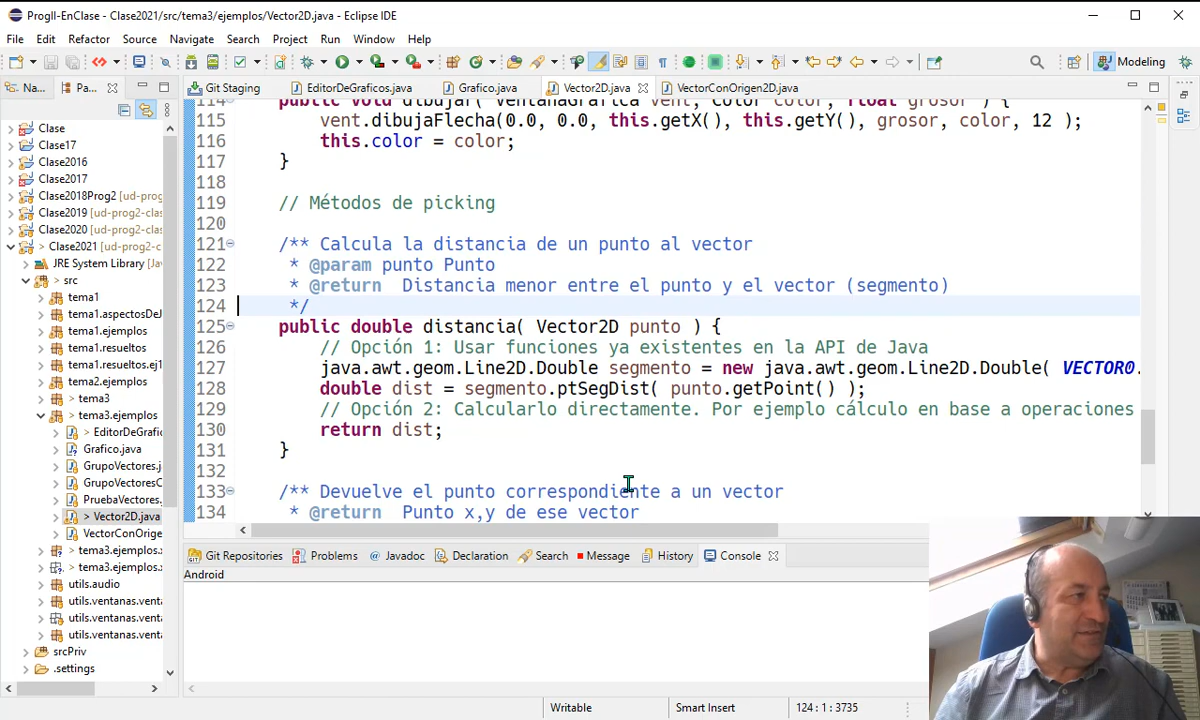 ProgII-EnClase - Clase2021/src/tema3/ejemplos/Vector2D.java - Eclipse IDE
File Edit Refactor Source Navigate Search Project Run Window Help
Modeling
Na... Pa...
Git Staging EditorDeGraficos.java Grafico.java Vector2D.java VectorConOrigen2D.java
Clase
Clase17
Clase2016
Clase2017
Clase2018Prog2 [ud-prog
Clase2019 [ud-prog2-clas
Clase2020 [ud-prog2-clas
> Clase2021 [ud-prog2-c
JRE System Library [Jav
> src
tema1
tema1.aspectosDeJ
tema1.ejemplos
tema1.resueltos
tema1.resueltos.ej1
tema2.ejemplos
> tema3
tema3.ejemplos
> EditorDeGrafic
Grafico.java
GrupoVectores.j
GrupoVectoresC
PruebaVectores.
> Vector2D.java
VectorConOrige
> tema3.ejemplos.x
> tema3.ejemplos.x
utils.audio
utils.ventanas.venta
utils.ventanas.venta
utils.ventanas.venta
srcPriv
.settings
114 public void dibujar( VentanaGrafica vent, Color color, float grosor ) {
115 vent.dibujaFlecha(0.0, 0.0, this.getX(), this.getY(), grosor, color, 12 );
116 this.color = color;
117 }
118
119 // Métodos de picking
120
121 /** Calcula la distancia de un punto al vector
122 * @param punto Punto
123 * @return Distancia menor entre el punto y el vector (segmento)
124 */
125 public double distancia( Vector2D punto ) {
126 // Opción 1: Usar funciones ya existentes en la API de Java
127 java.awt.geom.Line2D.Double segmento = new java.awt.geom.Line2D.Double( VECTOR0.
128 double dist = segmento.ptSegDist( punto.getPoint() );
129 // Opción 2: Calcularlo directamente. Por ejemplo cálculo en base a operaciones
130 return dist;
131 }
132
133 /** Devuelve el punto correspondiente a un vector
134 * @return Punto x,y de ese vector
Git Repositories Problems @ Javadoc Declaration Search Message History Console
Android
Writable Smart Insert 124 : 1 : 3735